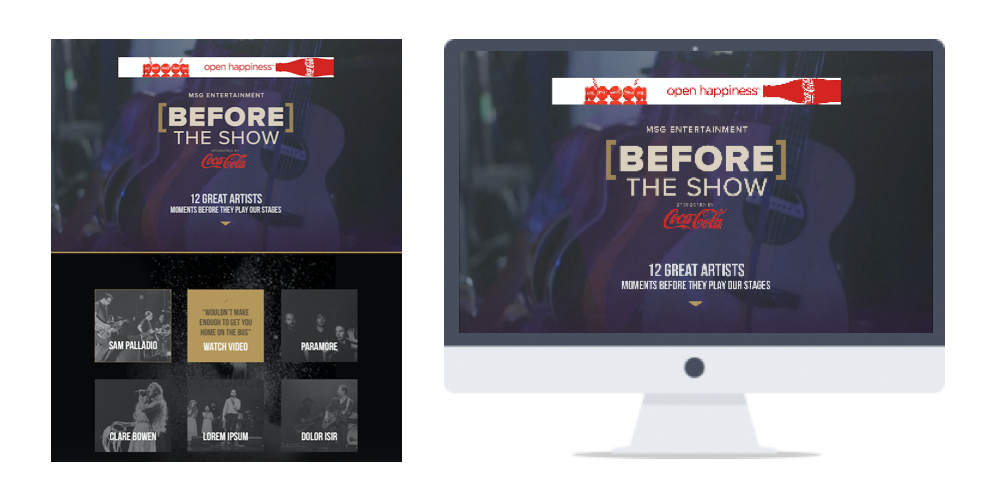 open happiness™
Coca-Cola
MSG ENTERTAINMENT
[BEFORE]
THE SHOW
SPONSORED BY
Coca-Cola
12 GREAT ARTISTS
MOMENTS BEFORE THEY PLAY OUR STAGES
SAM PALLADIO
"WOULDN'T MAKE
ENOUGH TO GET YOU
HOME ON THE BUS"
WATCH VIDEO
PARAMORE
CLARE BOWEN
LOREM IPSUM
DOLOR ISIR
open happiness™
Coca-Cola
MSG ENTERTAINMENT
[BEFORE]
THE SHOW
SPONSORED BY
Coca-Cola
12 GREAT ARTISTS
MOMENTS BEFORE THEY PLAY OUR STAGES